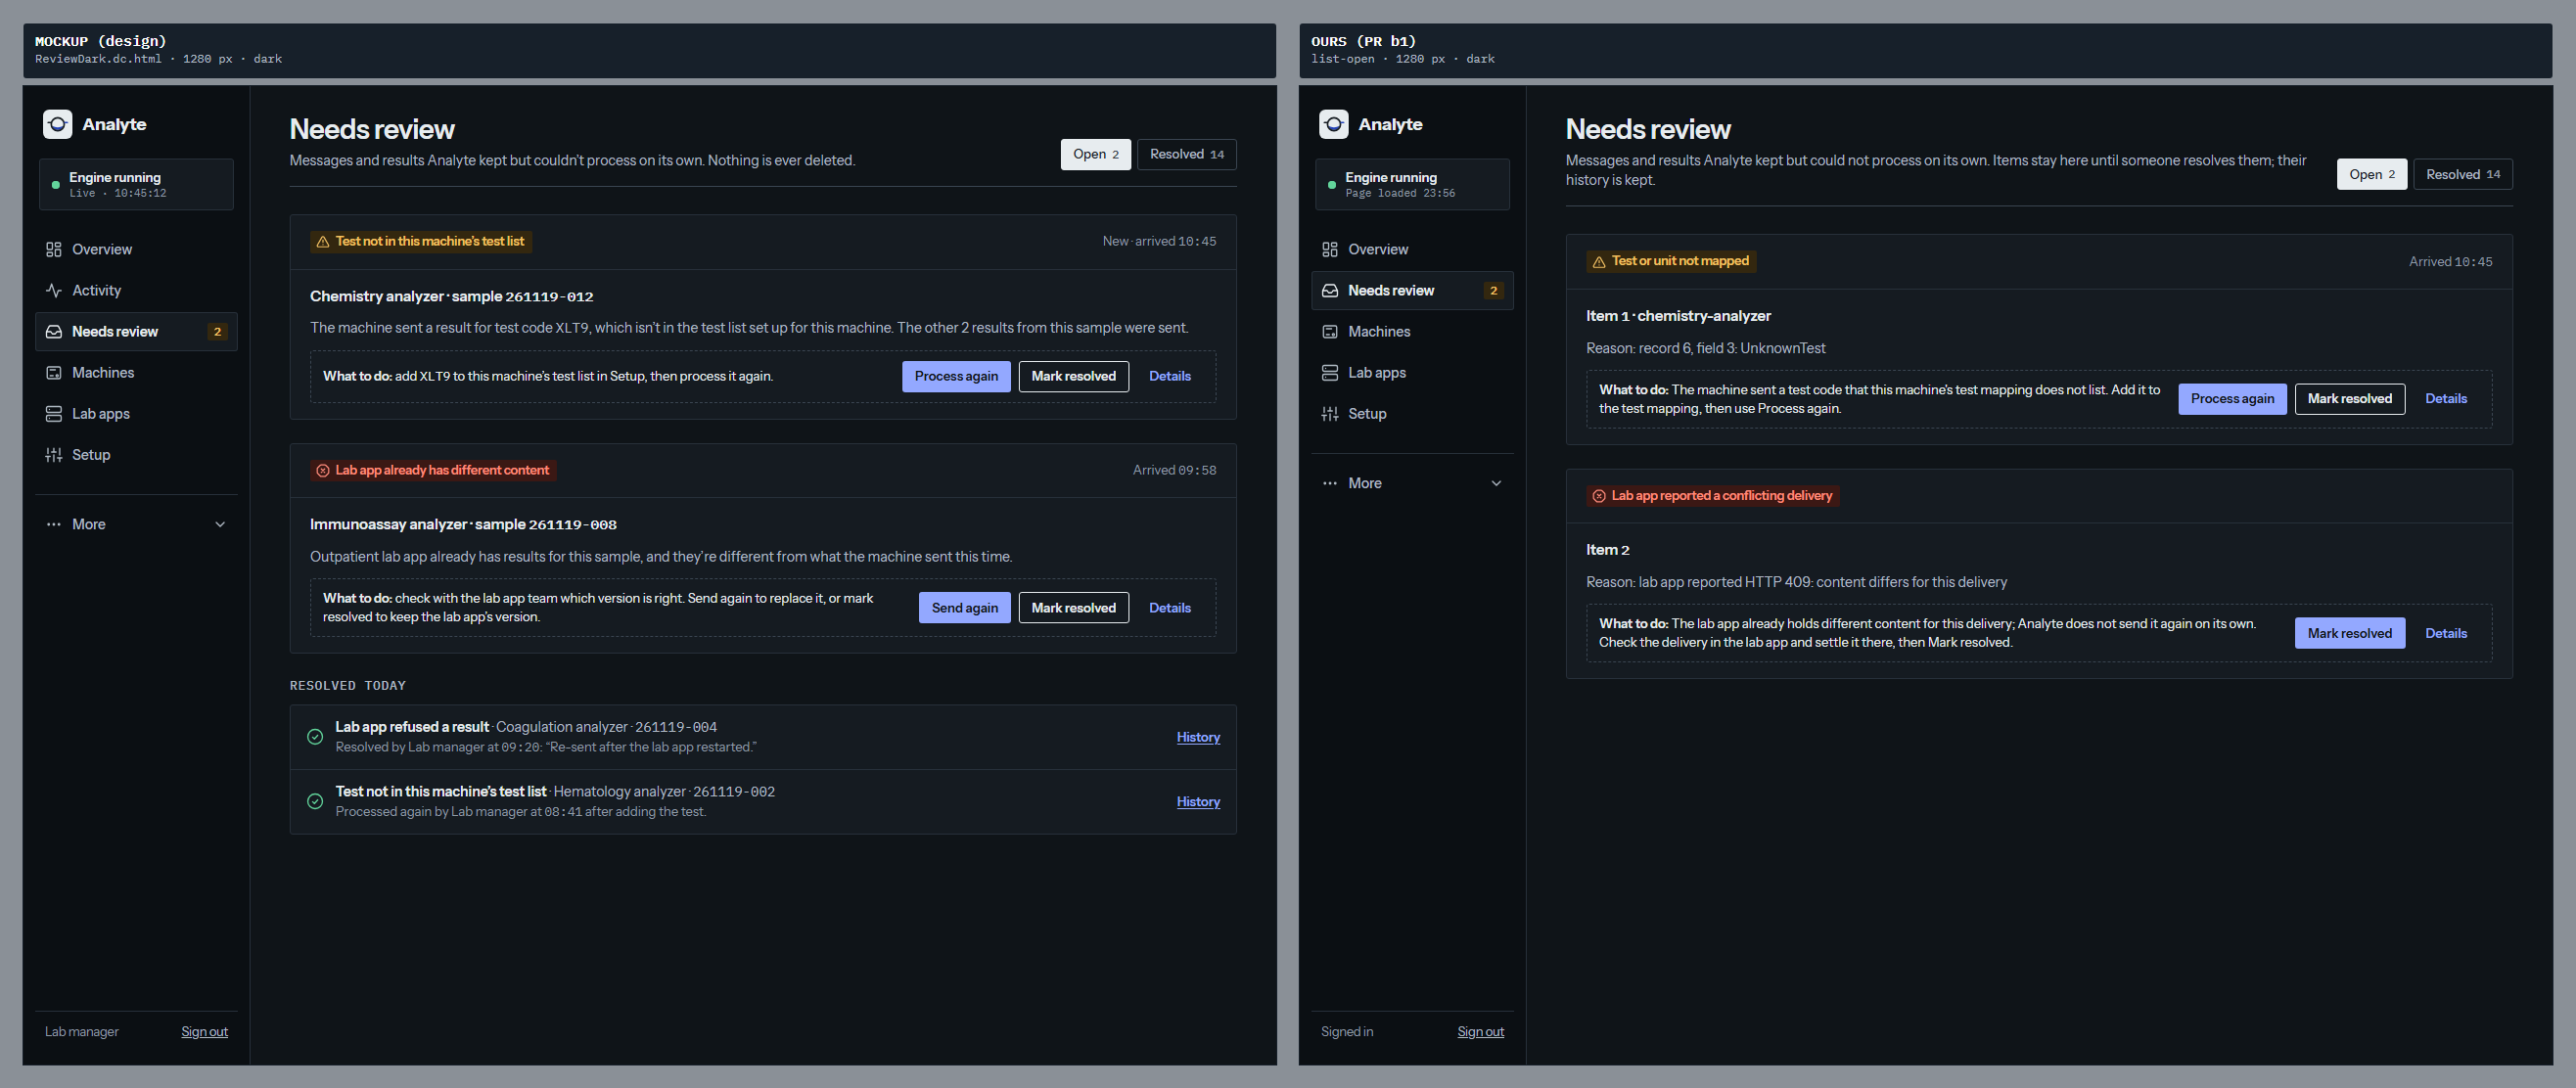 MOCKUP (design)
ReviewDark.dc.html · 1280 px · dark
Analyte
Engine running
Live · 10:45:12
Overview
Activity
Needs review 2
Machines
Lab apps
Setup
More
Lab manager Sign out
Needs review
Messages and results Analyte kept but couldn't process on its own. Nothing is ever deleted.
Open 2 Resolved 14
Test not in this machine's test list New · arrived 10:45
Chemistry analyzer · sample 261119-012
The machine sent a result for test code XLT9, which isn't in the test list set up for this machine. The other 2 results from this sample were sent.
What to do: add XLT9 to this machine's test list in Setup, then process it again. Process again Mark resolved Details
Lab app already has different content Arrived 09:58
Immunoassay analyzer · sample 261119-008
Outpatient lab app already has results for this sample, and they're different from what the machine sent this time.
What to do: check with the lab app team which version is right. Send again to replace it, or mark
resolved to keep the lab app's version.
Send again Mark resolved Details
RESOLVED TODAY
Lab app refused a result · Coagulation analyzer · 261119-004
Resolved by Lab manager at 09:20: “Re-sent after the lab app restarted.”
History
Test not in this machine's test list · Hematology analyzer · 261119-002
Processed again by Lab manager at 08:41 after adding the test.
History
OURS (PR b1)
list-open · 1280 px · dark
Analyte
Engine running
Page loaded 23:56
Overview
Needs review 2
Machines
Lab apps
Setup
More
Signed in Sign out
Needs review
Messages and results Analyte kept but could not process on its own. Items stay here until someone resolves them; their
history is kept.
Open 2 Resolved 14
Test or unit not mapped Arrived 10:45
Item 1 · chemistry-analyzer
Reason: record 6, field 3: UnknownTest
What to do: The machine sent a test code that this machine's test mapping does not list. Add it to
the test mapping, then use Process again.
Process again Mark resolved Details
Lab app reported a conflicting delivery
Item 2
Reason: lab app reported HTTP 409: content differs for this delivery
What to do: The lab app already holds different content for this delivery; Analyte does not send it again on its own.
Check the delivery in the lab app and settle it there, then Mark resolved.
Mark resolved Details